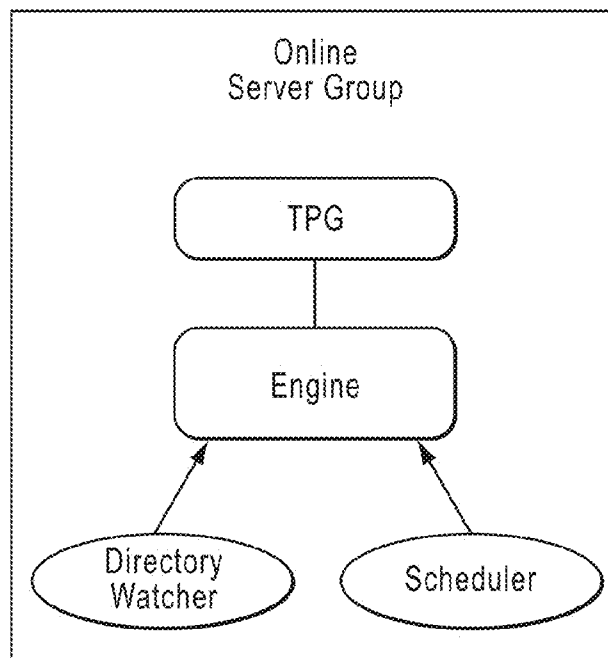 Online
Server Group
TPG
Engine
Directory
Watcher
Scheduler